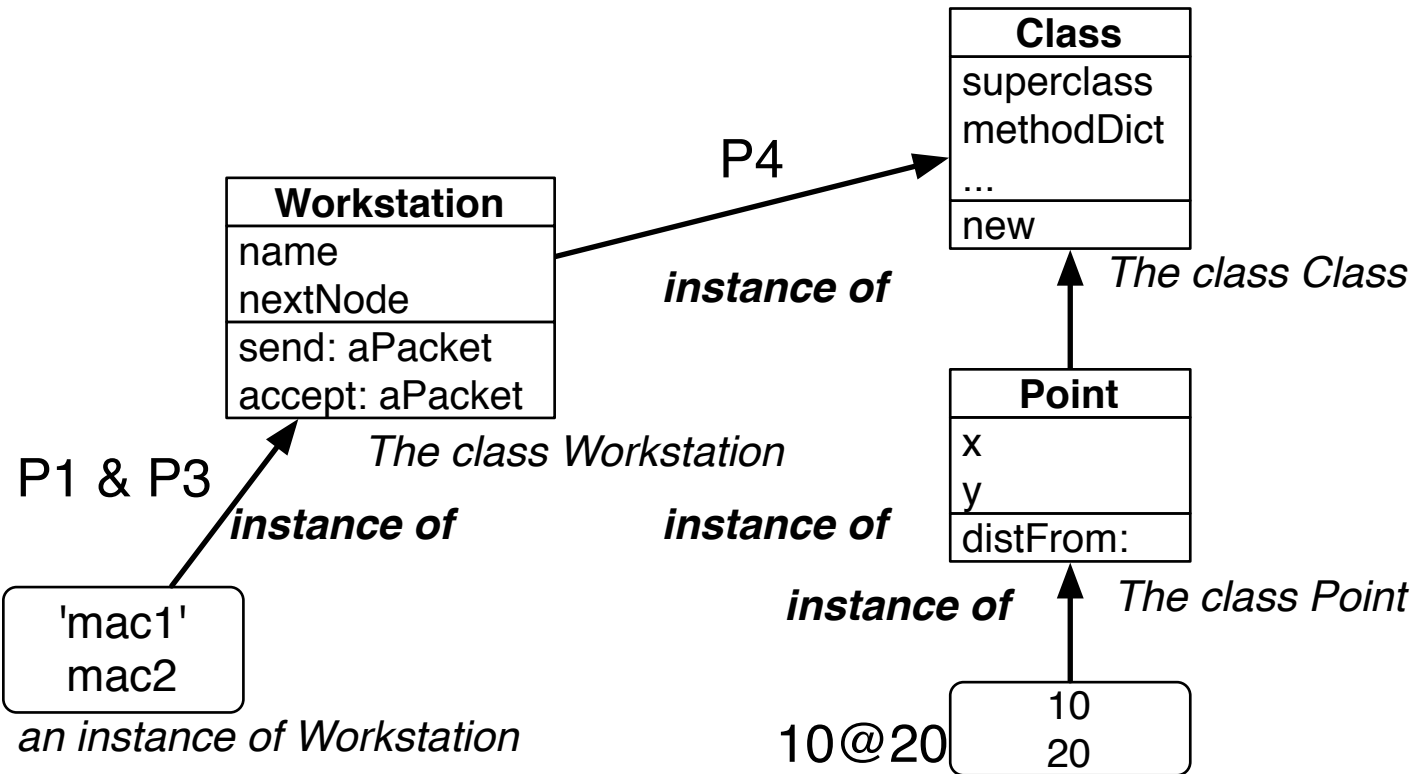 Class
superclass
methodDict
...
new
The class Class
P4
instance of
Workstation
name
nextNode
send: aPacket
accept: aPacket
The class Workstation
P1 & P3
instance of
instance of
Point
x
y
distFrom:
The class Point
instance of
'mac1'
mac2
an instance of Workstation
10@20
10
20